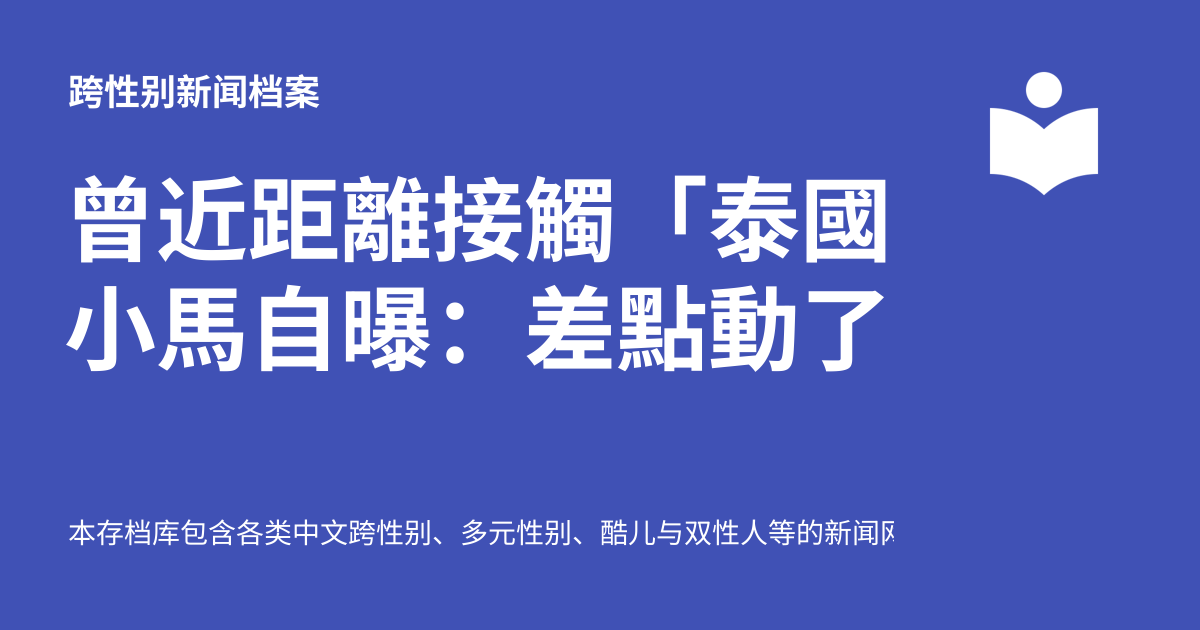 跨性别新闻档案
曾近距離接觸「泰國
小馬自曝：差點動了
本存档库包含各类中文跨性别、多元性别、酷儿与双性人等的新闻网